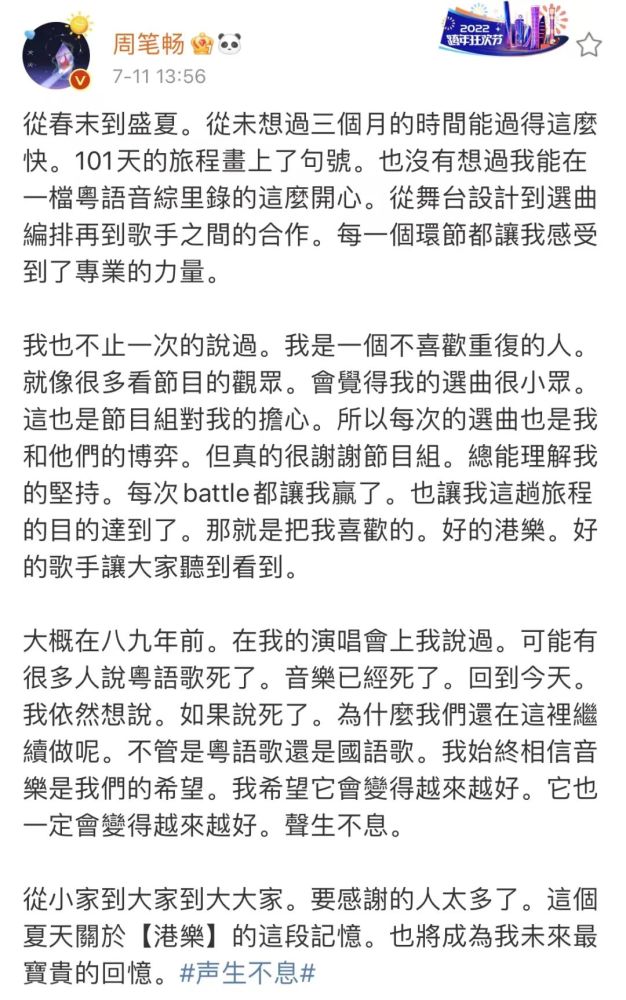 周笔畅
7-11 13:56
2022
跨年狂欢节
從春末到盛夏。從未想過三個月的時間能過得這麼
快。101天的旅程畫上了句號。也沒有想過我能在
一檔粵語音綜里錄的這麼開心。從舞台設計到選曲
編排再到歌手之間的合作。每一個環節都讓我感受
到了專業的力量。
我也不止一次的說過。我是一個不喜歡重復的人。
就像很多看節目的觀眾。會覺得我的選曲很小眾。
這也是節目組對我的擔心。所以每次的選曲也是我
和他們的博弈。但真的很謝謝節目組。總能理解我
的堅持。每次battle都讓我贏了。也讓我這趟旅程
的目的達到了。那就是把我喜歡的。好的港樂。好
的歌手讓大家聽到看到。
大概在八九年前。在我的演唱會上我說過。可能有
很多人說粵語歌死了。音樂已經死了。回到今天。
我依然想說。如果說死了。為什麼我們還在這裡繼
續做呢。不管是粵語歌還是國語歌。我始終相信音
樂是我們的希望。我希望它會變得越來越好。它也
一定會變得越來越好。聲生不息。
從小家到大家到大大家。要感謝的人太多了。這個
夏天關於【港樂】的這段記憶。也將成為我未來最
寶貴的回憶。#声生不息#